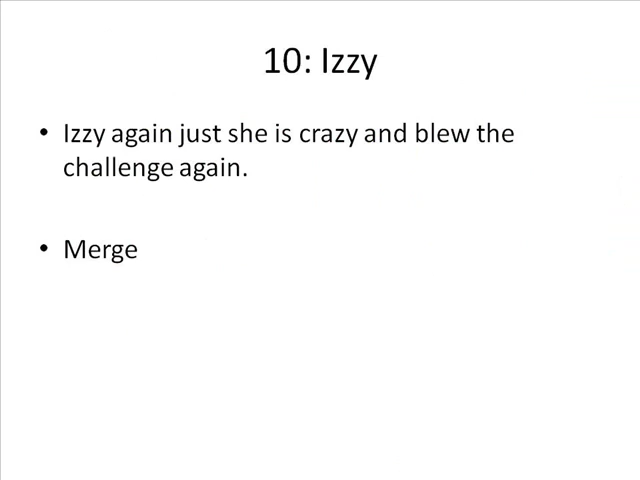 10: Izzy
• Izzy again just she is crazy and blew the
challenge again.
• Merge